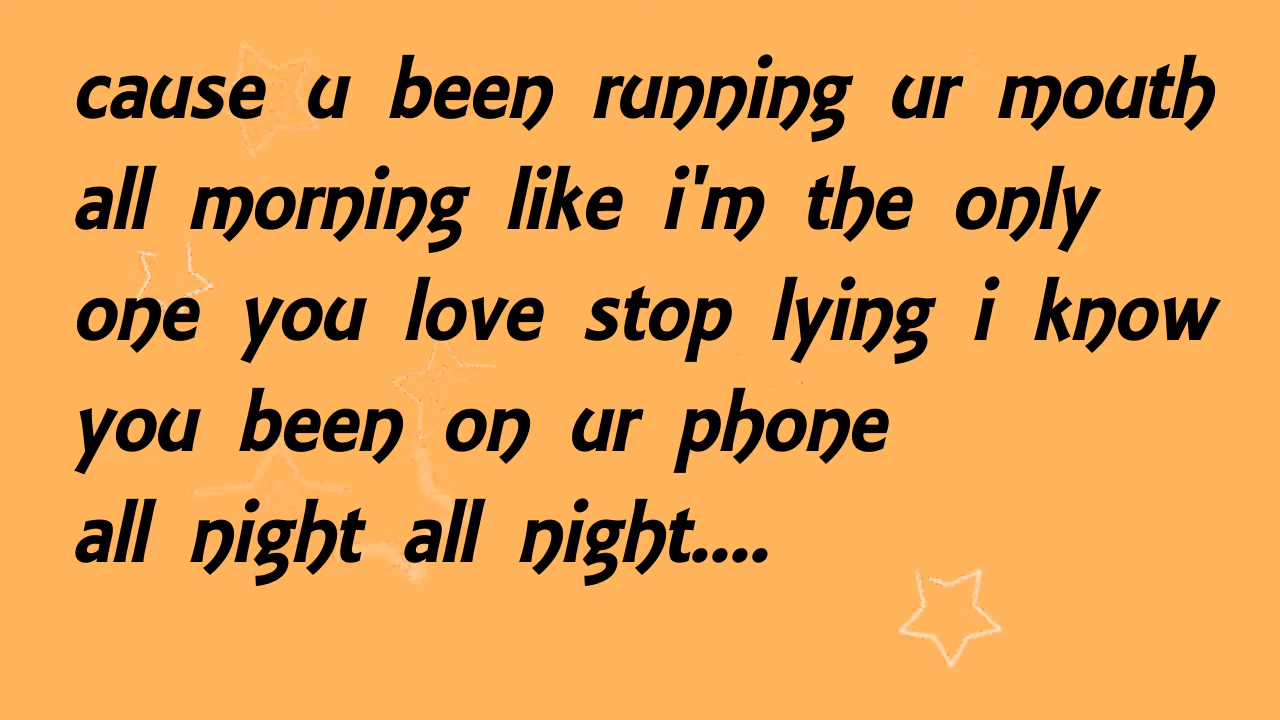 cause u been running ur mouth
all morning like i'm the only
one you love stop lying i know
you been on ur phone
all night all night....